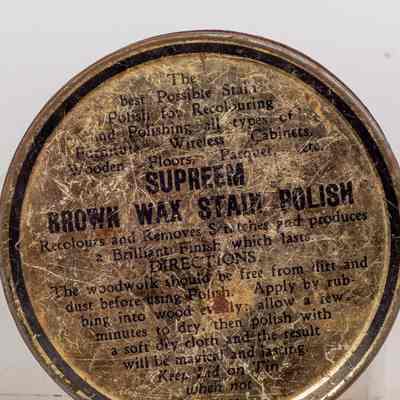 The
Best Possible Stain
Polish for Recolouring
and Polishing all types of
Furniture, Wireless Cabinets,
Wooden Floors, Parquet, etc.
SUPREEM
BROWN WAX STAIN POLISH
Recolours and Removes Scratches and produces
a Brilliant Finish which lasts
DIRECTIONS
The woodwork should be free from dirt and
dust before using Polish. Apply by rub-
bing into wood evenly; allow a few
minutes to dry, then polish with
a soft dry cloth and the result
will be magical and lasting.
Keep Lid on Tin
when not